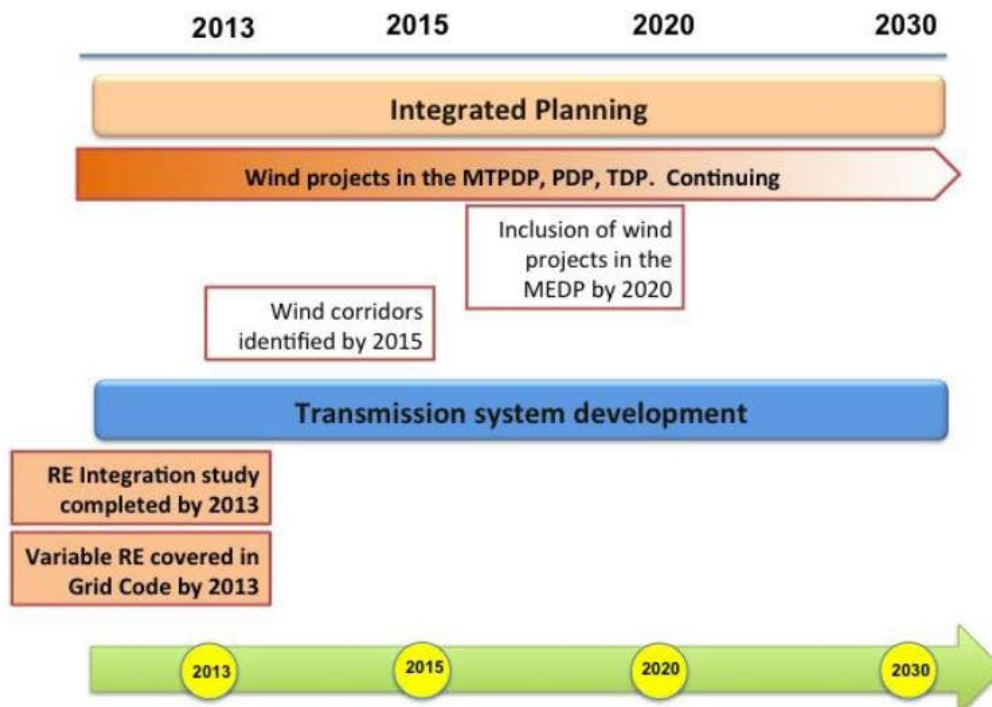 2013 2015 2020 2030
Integrated Planning
Wind projects in the MTPDP, PDP, TDP. Continuing
Inclusion of wind
projects in the
MEDP by 2020
Wind corridors
identified by 2015
Transmission system development
RE Integration study
completed by 2013
Variable RE covered in
Grid Code by 2013
2013 2015 2020 2030